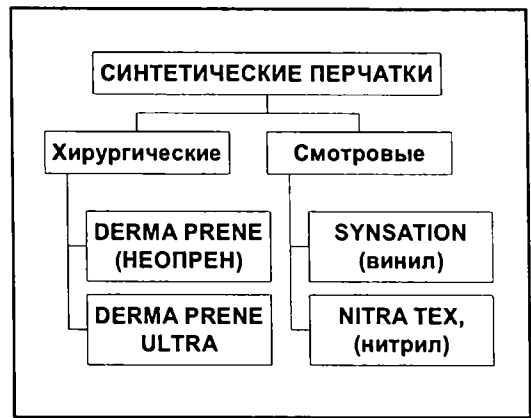 СИНТЕТИЧЕСКИЕ ПЕРЧАТКИ
Хирургические
Смотровые
DERMA PRENE
(НЕОПРЕН)
SYNSATION
(винил)
DERMA PRENE
ULTRA
NITRA TEX,
(нитрил)